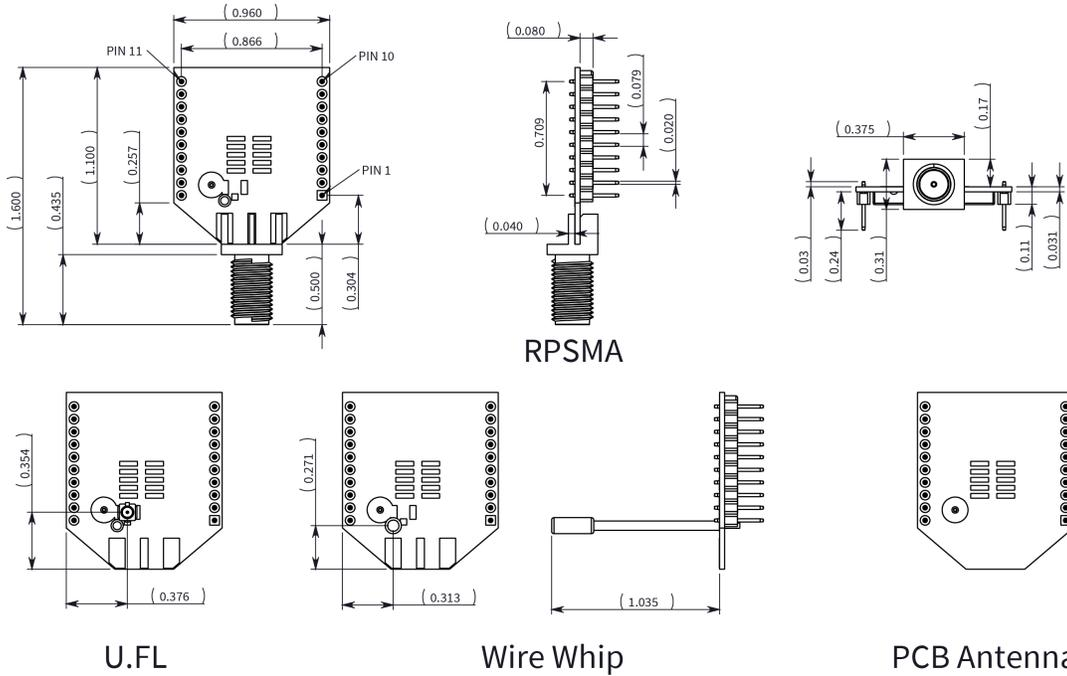 ( 0.960 )
( 0.866 )
PIN 11
PIN 10
( 1.100 )
( 0.257 )
( 1.600 )
( 0.435 )
PIN 1
( 0.500 )
( 0.304 )
( 0.080 )
( 0.079 )
0.709
( 0.020 )
( 0.040 )
( 0.17 )
( 0.375 )
( 0.03 )
( 0.24 )
( 0.31 )
( 0.11 )
( 0.031 )
RPSMA
( 0.354 )
( 0.376 )
( 0.271 )
( 0.313 )
( 1.035 )
U.FL
Wire Whip
PCB Antenna